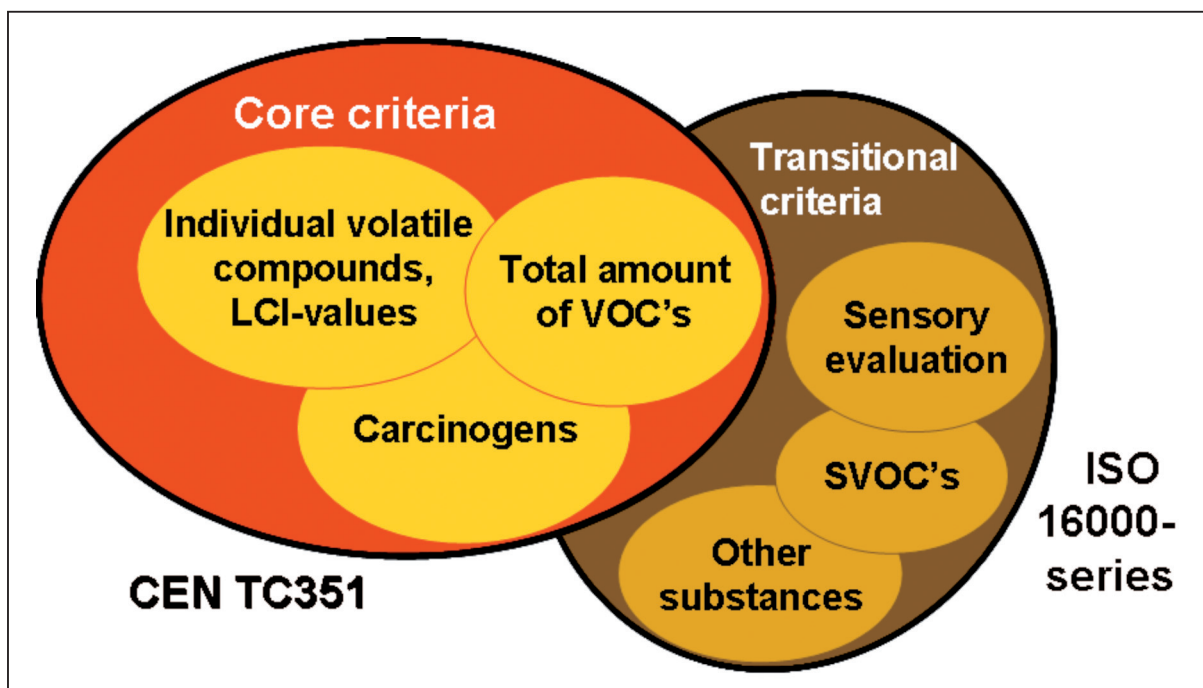 Core criteria
Individual volatile
compounds,
LCI-values
Total amount
of VOC's
Carcinogens
CEN TC351
Transitional
criteria
Sensory
evaluation
SVOC's
Other
substances
ISO
16000-
series